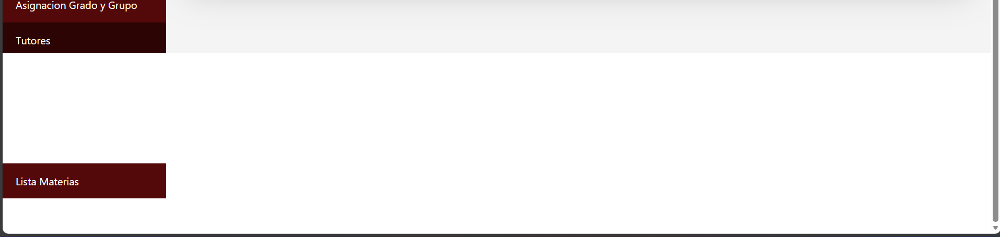 Asignacion Grado y Grupo
Tutores
Lista Materias